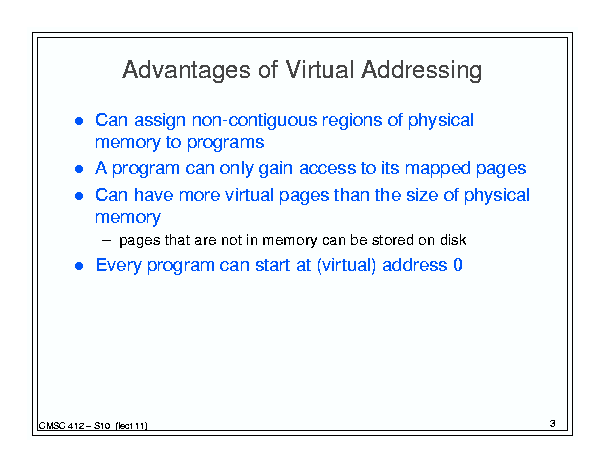 Advantages of Virtual Addressing
● Can assign non-contiguous regions of physical
memory to programs
● A program can only gain access to its mapped pages
● Can have more virtual pages than the size of physical
memory
– pages that are not in memory can be stored on disk
● Every program can start at (virtual) address 0
CMSC 412 – S10 (lect 11)
3